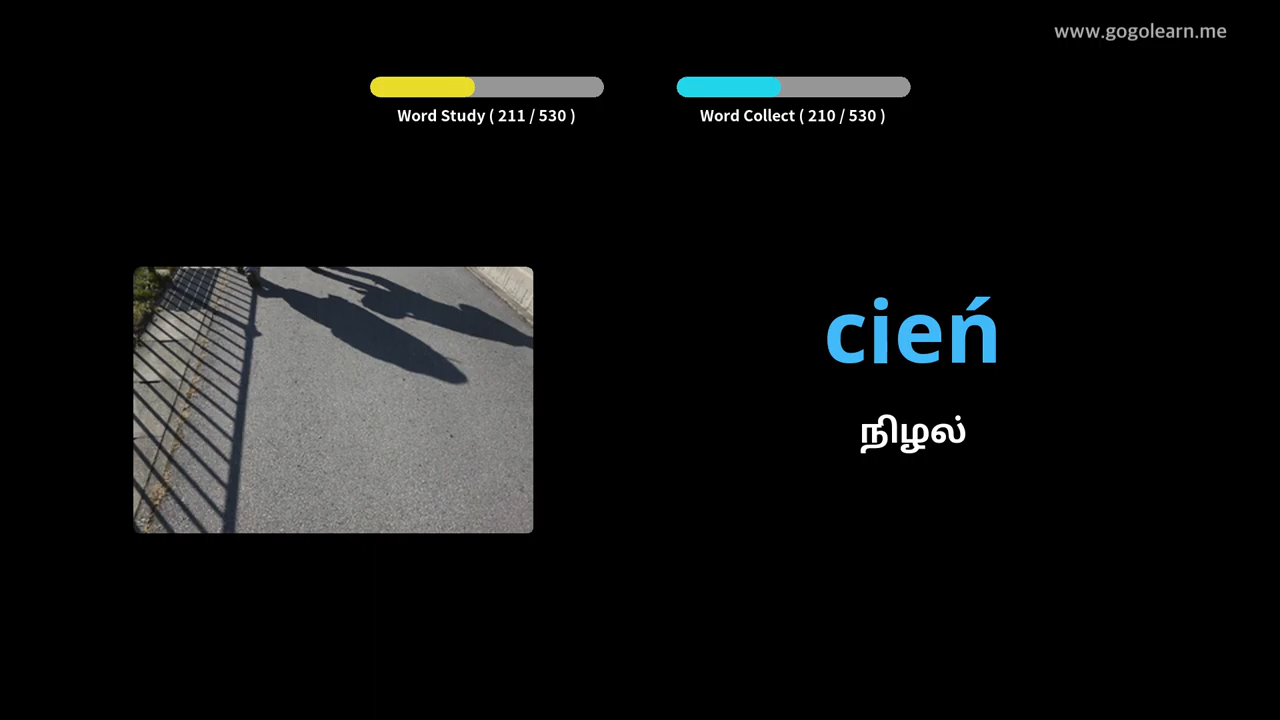 www.gogolearn.me
Word Study ( 211 / 530 )
Word Collect ( 210 / 530 )
cień
நிழல்